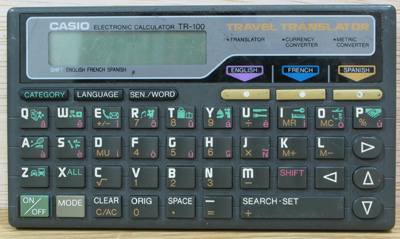 CASIO ELECTRONIC CALCULATOR TR-100 TRAVEL TRANSLATOR
•TRANSLATOR •CURRENCY CONVERTER •METRIC CONVERTER
SHIFT ENGLISH FRENCH SPANISH
ENGLISH FRENCH SPANISH
CATEGORY LANGUAGE SEN./WORD
Q W E R T Y U I O P
+/– 7 8 9 ÷ MR MC %
A S D F G H J K L
MU 4 5 6 × M+ M–
Z X ALL C V B N M SHIFT
√ 1 2 3 –
ON/OFF MODE CLEAR ORIG SPACE – SEARCH·SET
C/AC 0 • = +